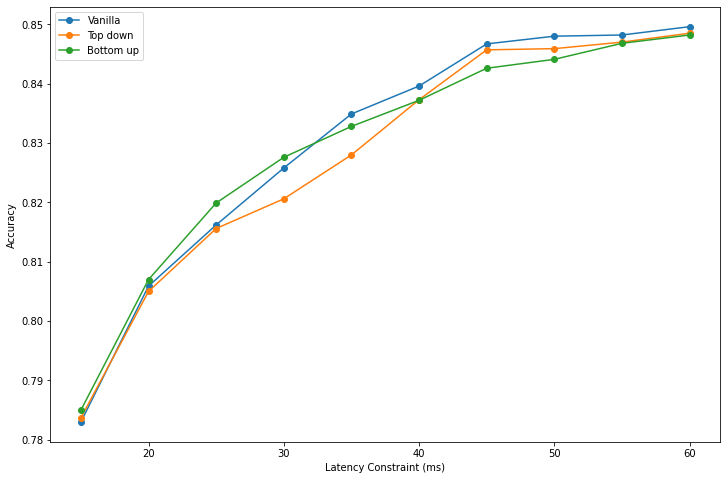 Vanilla
Top down
Bottom up
0.85
0.84
0.83
0.82
0.81
0.80
0.79
0.78
Accuracy
20 30 40 50 60
Latency Constraint (ms)